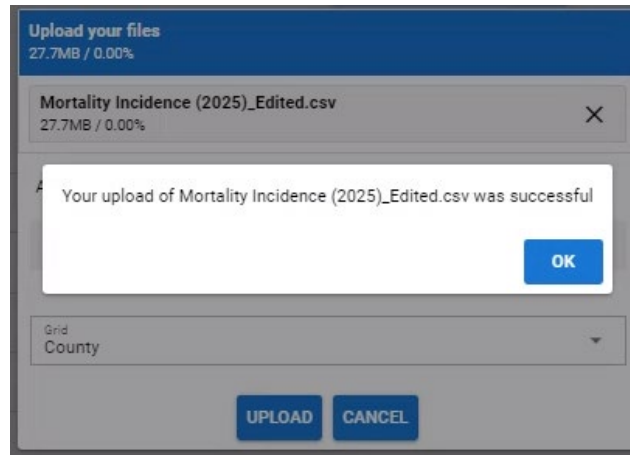 Upload your files
27.7MB / 0.00%
Mortality Incidence (2025)_Edited.csv
27.7MB / 0.00%
Your upload of Mortality Incidence (2025)_Edited.csv was successful
OK
Grid
County
UPLOAD CANCEL